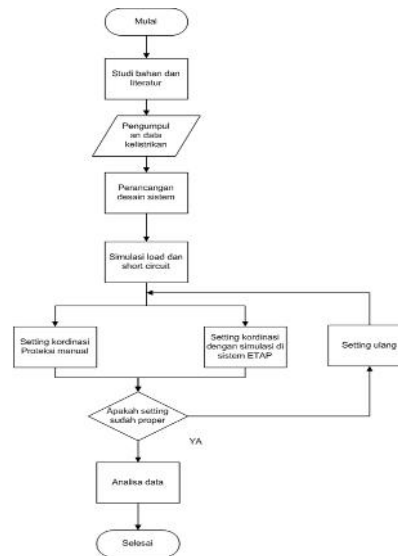 Mulai
Studi bahan dan
literatur
Pengumpul
an data
kelistrikan
Perancangan
desain sistem
Simulasi load dan
short circuit
Setting kordinasi
Proteksi manual
Setting kordinasi
dengan simulasi di
sistem ETAP
Setting ulang
Apakah setting
sudah proper
YA
Analisa data
Selesai